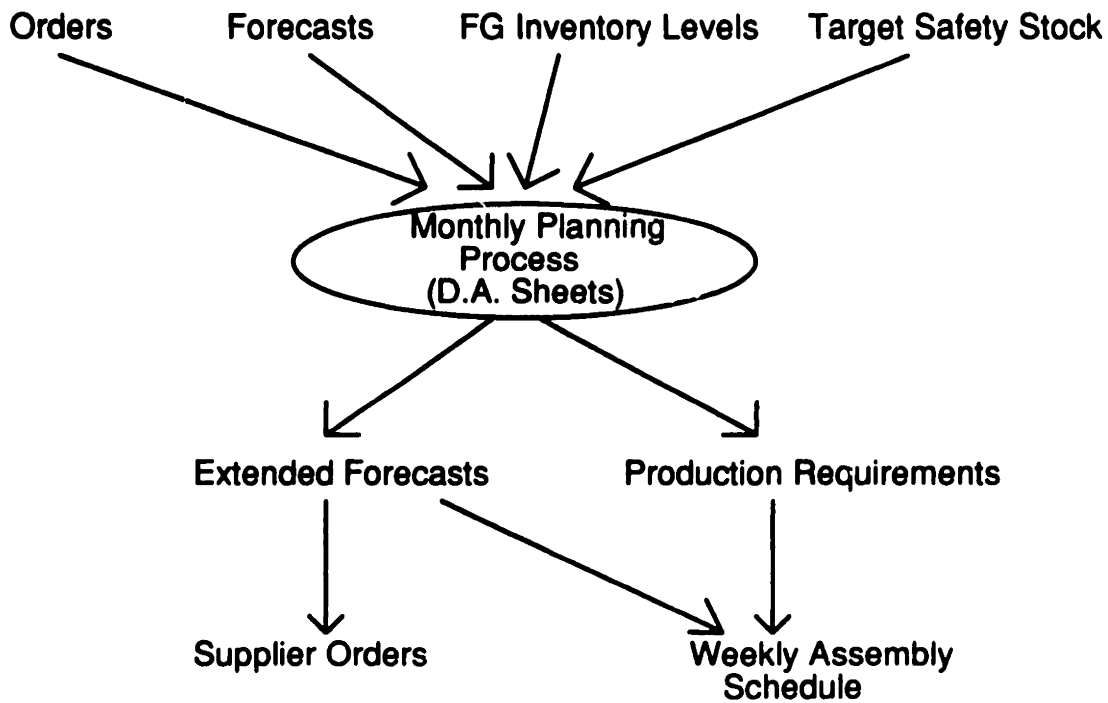 Orders
Forecasts
FG Inventory Levels
Target Safety Stock
Monthly Planning
Process
(D.A. Sheets)
Extended Forecasts
Production Requirements
Supplier Orders
Weekly Assembly
Schedule